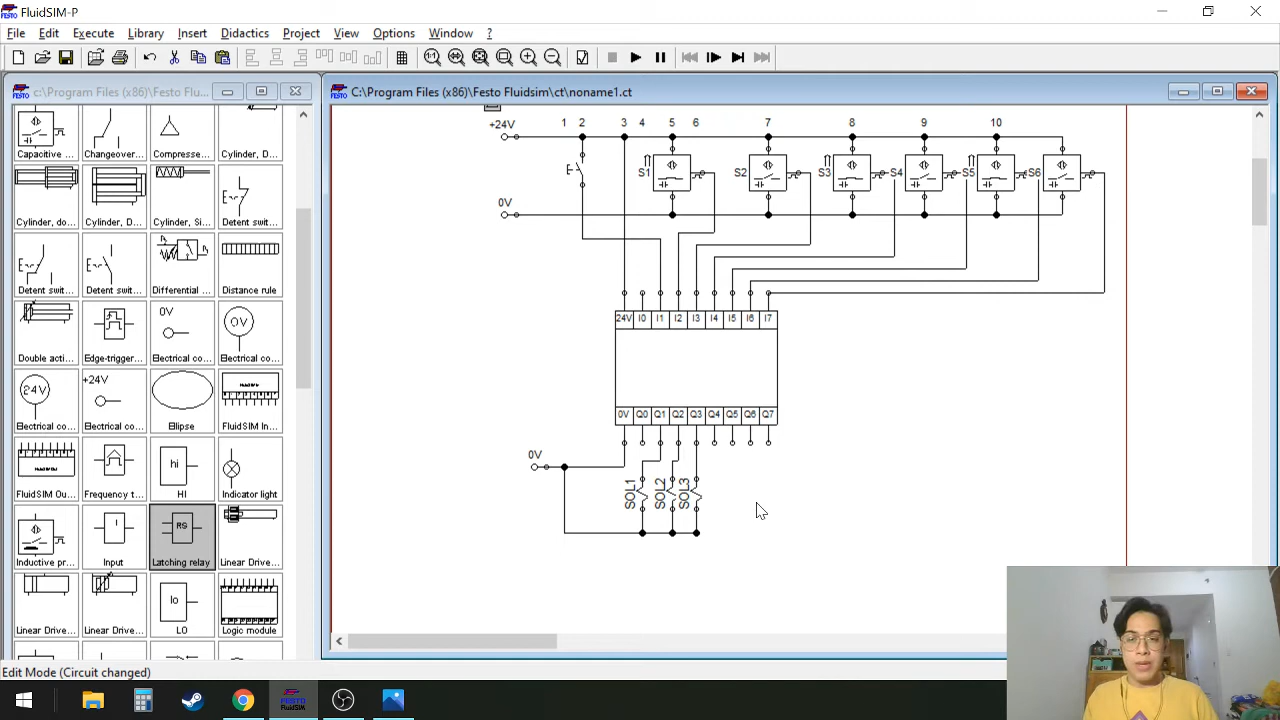 FluidSIM-P
File Edit Execute Library Insert Didactics Project View Options Window ?
1:1
c:\Program Files (x86)\Festo Flu...
FESTO
C:\Program Files (x86)\Festo Fluidsim\ct\noname1.ct
Capacitive ... Changeover... Compresse... Cylinder, D...
Cylinder, do... Cylinder, D... Cylinder, Si... Detent swit...
Detent swit... Detent swit... Differential ... Distance rule
0V 0V
Double acti... Edge-trigger... Electrical co... Electrical co...
24V +24V
Electrical co... Electrical co... Ellipse FluidSIM In...
hi
FluidSIM Ou... Frequency t... HI Indicator light
I RS
Inductive pr... Input Latching relay Linear Drive...
lo
Linear Drive... Linear Drive... LO Logic module
+24V 1 2 3 4 5 6 7 8 9 10
S1 S2 S3 S4 S5 S6
0V
24V I0 I1 I2 I3 I4 I5 I6 I7
0V Q0 Q1 Q2 Q3 Q4 Q5 Q6 Q7
0V
SOL1 SOL2 SOL3
Edit Mode (Circuit changed)